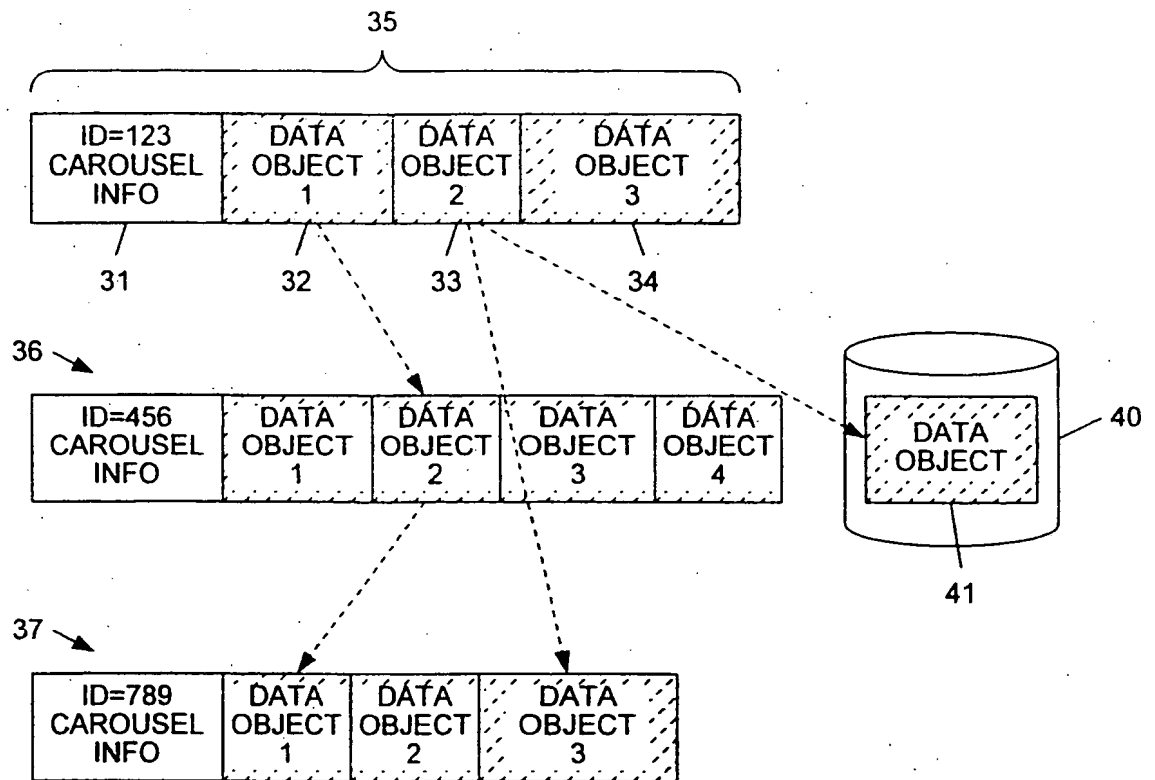 35
ID=123
CAROUSEL
INFO
DATA
OBJECT
1
DATA
OBJECT
2
DATA
OBJECT
3
31
32
33
34
36
ID=456
CAROUSEL
INFO
DATA
OBJECT
1
DATA
OBJECT
2
DATA
OBJECT
3
DATA
OBJECT
4
DATA
OBJECT
40
41
37
ID=789
CAROUSEL
INFO
DATA
OBJECT
1
DATA
OBJECT
2
DATA
OBJECT
3